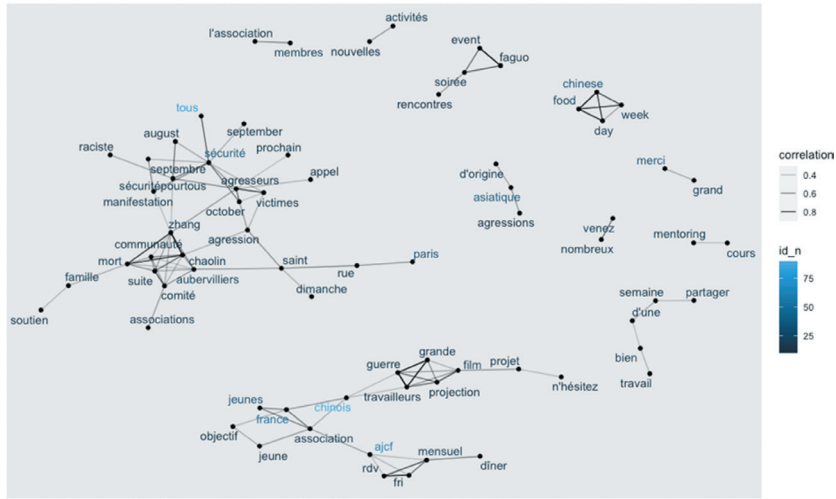 activités
l'association
membres
nouvelles
event
faguo
soirée
rencontres
chinese
food
week
day
tous
august
september
raciste
sécurité
prochain
septembre
agresseurs
appel
sécuritépourtous
manifestation
october
victimes
zhang
agression
communauté
mort
chaolin
saint
paris
rue
famille
suite
aubervilliers
comité
dimanche
soutien
associations
d'origine
asiatique
agressions
merci
grand
venez
nombreux
mentoring
cours
semaine
partager
d'une
bien
travail
grande
guerre
film
projet
n'hésitez
travailleurs
projection
jeunes
chinois
france
objectif
association
jeune
ajcf
mensuel
rdv
fri
dîner
correlation
0.4
0.6
0.8
id_n
75
50
25